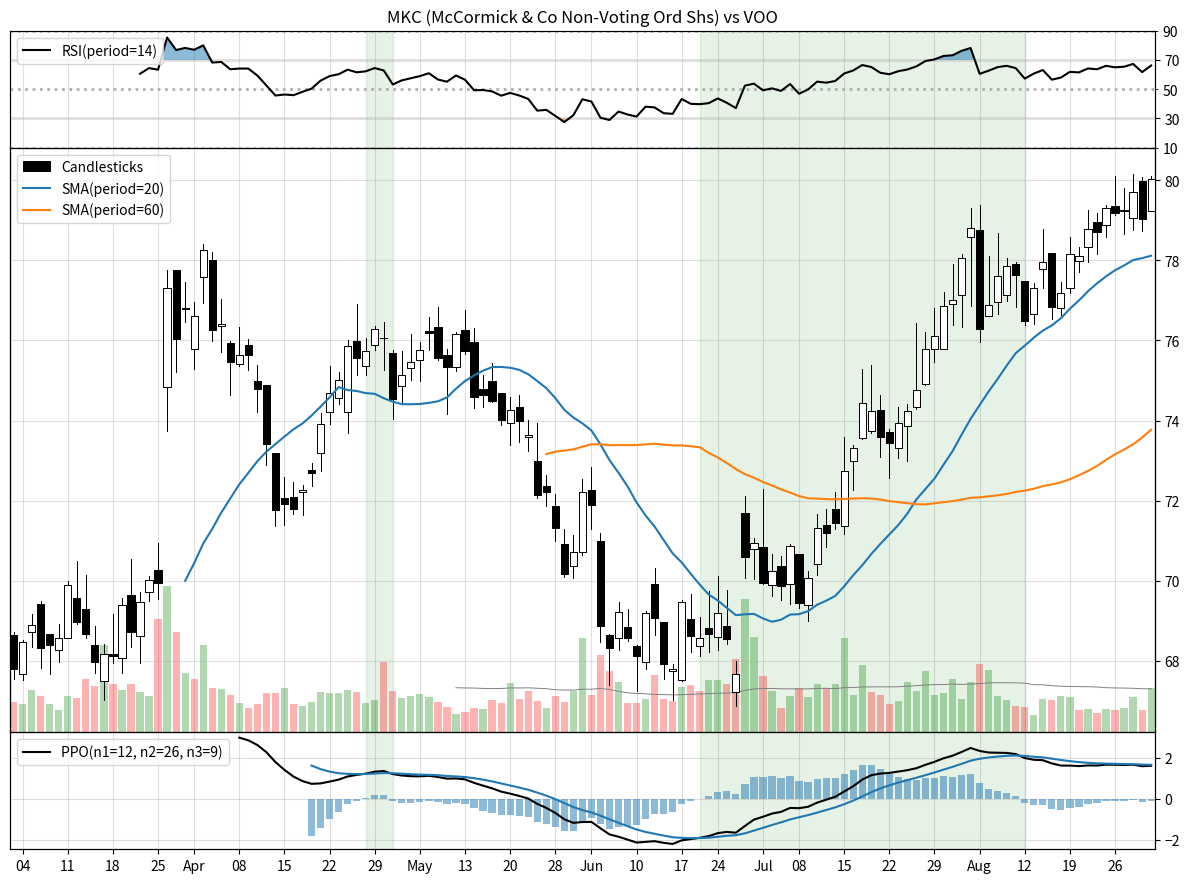 MKC (McCormick & Co Non-Voting Ord Shs) vs VOO
RSI(period=14)
90
70
50
30
10
Candlesticks
SMA(period=20)
SMA(period=60)
80
78
76
74
72
70
68
PPO(n1=12, n2=26, n3=9)
2
0
−2
04 11 18 25 Apr 08 15 22 29 May 13 20 28 Jun 10 17 24 Jul 08 15 22 29 Aug 12 19 26